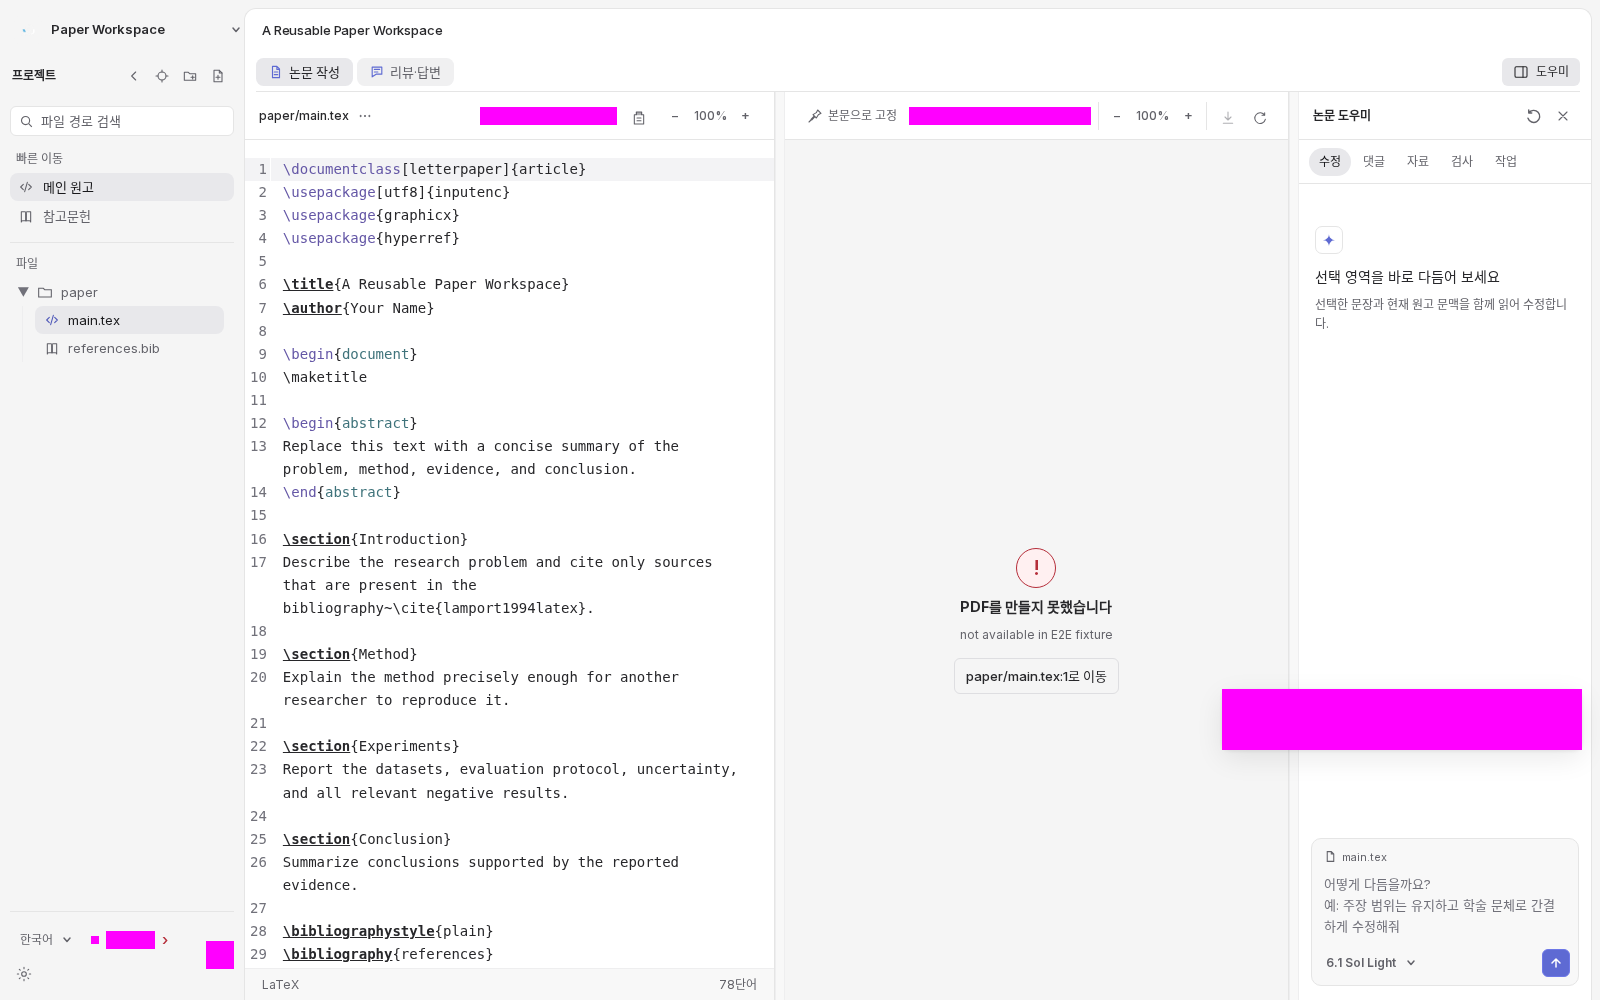 Paper Workspace
프로젝트
파일 경로 검색
빠른 이동
메인 원고
참고문헌
파일
paper
main.tex
references.bib
한국어
A Reusable Paper Workspace
논문 작성
리뷰·답변
도우미
paper/main.tex ···
− 100% +
1 \documentclass[letterpaper]{article}
2 \usepackage[utf8]{inputenc}
3 \usepackage{graphicx}
4 \usepackage{hyperref}
5
6 \title{A Reusable Paper Workspace}
7 \author{Your Name}
8
9 \begin{document}
10 \maketitle
11
12 \begin{abstract}
13 Replace this text with a concise summary of the
problem, method, evidence, and conclusion.
14 \end{abstract}
15
16 \section{Introduction}
17 Describe the research problem and cite only sources
that are present in the
bibliography~\cite{lamport1994latex}.
18
19 \section{Method}
20 Explain the method precisely enough for another
researcher to reproduce it.
21
22 \section{Experiments}
23 Report the datasets, evaluation protocol, uncertainty,
and all relevant negative results.
24
25 \section{Conclusion}
26 Summarize conclusions supported by the reported
evidence.
27
28 \bibliographystyle{plain}
29 \bibliography{references}
LaTeX
78단어
본문으로 고정
− 100% +
!
PDF를 만들지 못했습니다
not available in E2E fixture
paper/main.tex:1로 이동
논문 도우미
수정 댓글 자료 검사 작업
선택 영역을 바로 다듬어 보세요
선택한 문장과 현재 원고 문맥을 함께 읽어 수정합니
다.
main.tex
어떻게 다듬을까요?
예: 주장 범위는 유지하고 학술 문체로 간결
하게 수정해줘
6.1 Sol Light